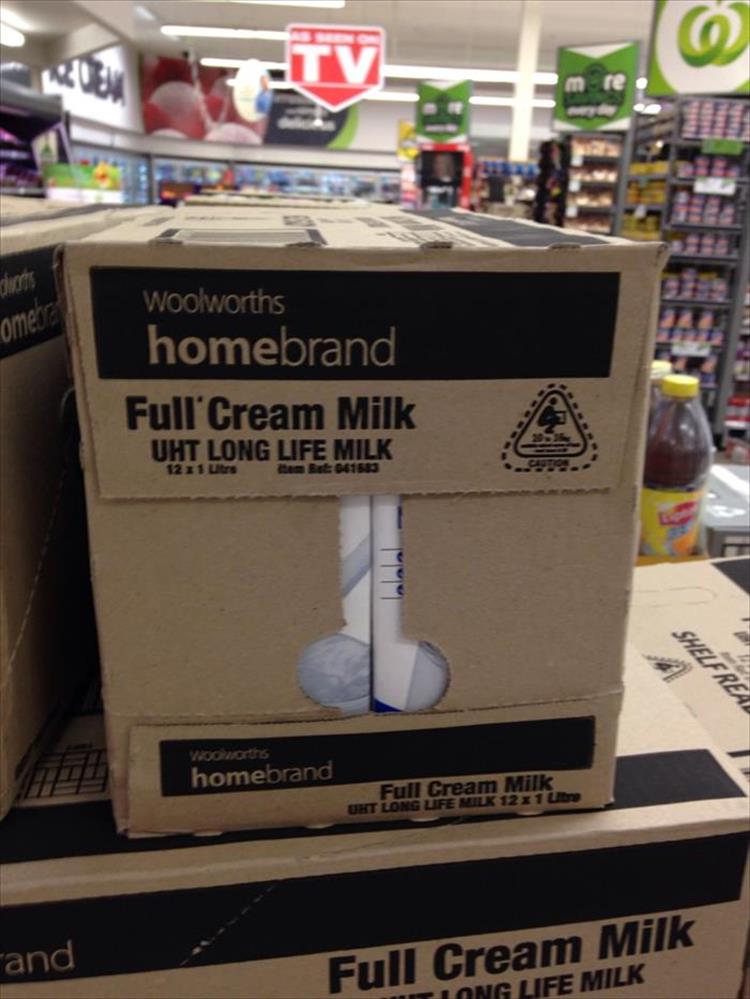 AS SEEN ON
TV
more
every day
delicious
Woolworths
homebrand
Full Cream Milk
UHT LONG LIFE MILK
12 x 1 Litre Item Ref: 041683
CAUTION
Woolworths
homebrand
Full Cream Milk
UHT LONG LIFE MILK 12 x 1 Litre
SHELF
Full Cream Milk
LONG LIFE MILK